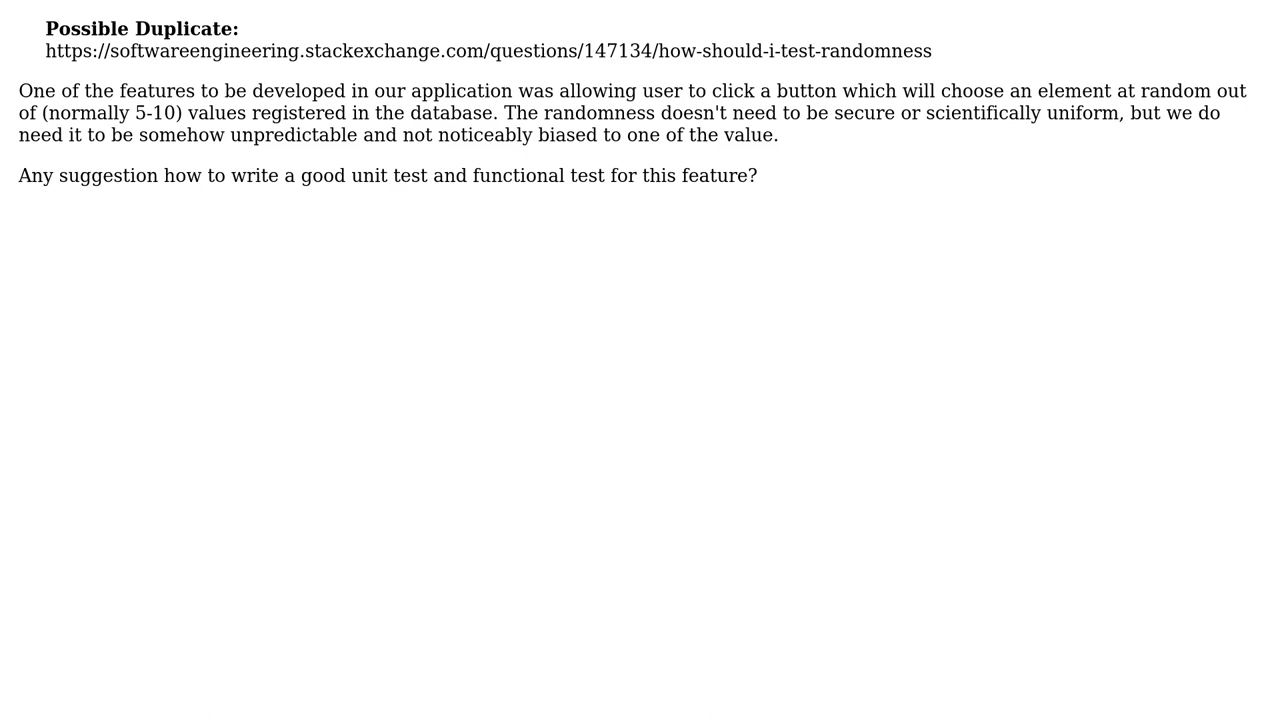 Possible Duplicate:
https://softwareengineering.stackexchange.com/questions/147134/how-should-i-test-randomness
One of the features to be developed in our application was allowing user to click a button which will choose an element at random out
of (normally 5-10) values registered in the database. The randomness doesn't need to be secure or scientifically uniform, but we do
need it to be somehow unpredictable and not noticeably biased to one of the value.
Any suggestion how to write a good unit test and functional test for this feature?